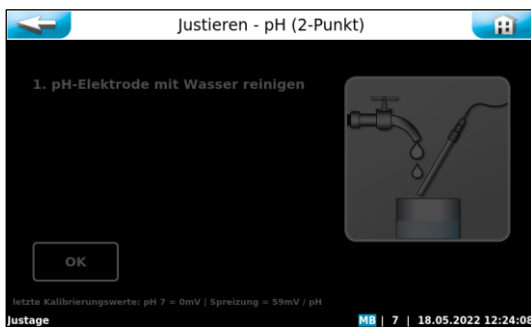 Justieren - pH (2-Punkt)
1. pH-Elektrode mit Wasser reinigen
OK
letzte Kalibrierungswerte: pH 7 = 0mV | Spreizung = 59mV / pH
Justage
MB | 7 | 18.05.2022 12:24:08